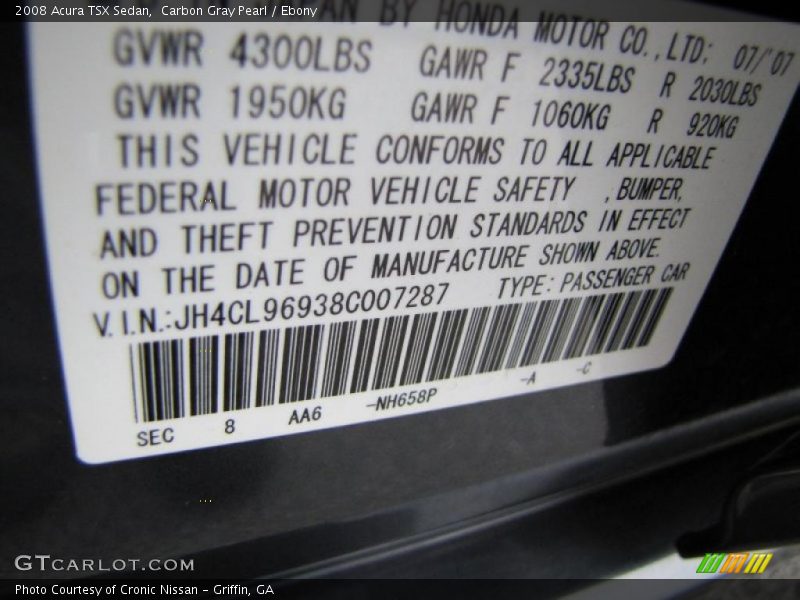 2008 Acura TSX Sedan, Carbon Gray Pearl / Ebony
BY HONDA MOTOR CO., LTD; 07/'07
GVWR 4300LBS GAWR F 2335LBS R 2030LBS
GVWR 1950KG GAWR F 1060KG R 920KG
THIS VEHICLE CONFORMS TO ALL APPLICABLE
FEDERAL MOTOR VEHICLE SAFETY , BUMPER,
AND THEFT PREVENTION STANDARDS IN EFFECT
ON THE DATE OF MANUFACTURE SHOWN ABOVE.
V.I.N.:JH4CL96938C007287 TYPE: PASSENGER CAR
SEC 8 AA6 -NH658P -A -C
GTCARLOT.COM
Photo Courtesy of Cronic Nissan - Griffin, GA